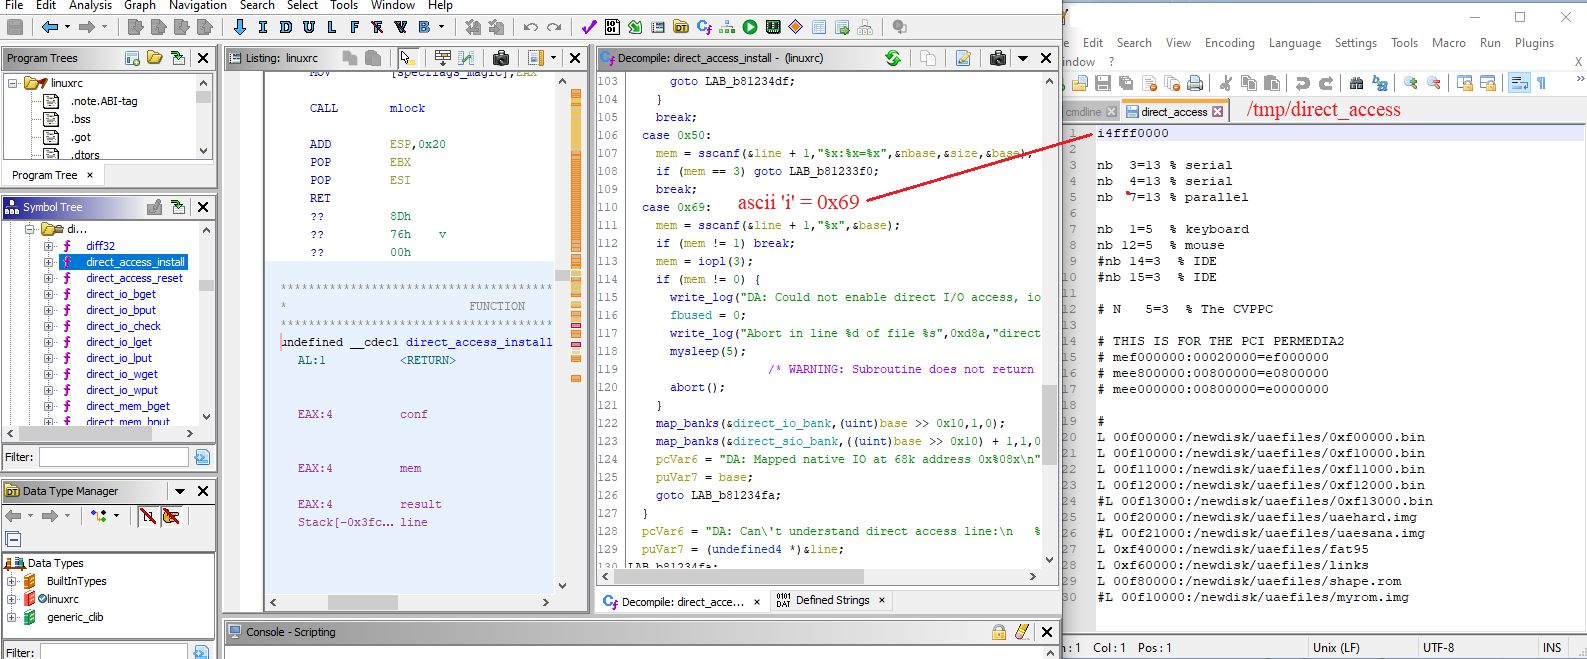 File Edit Analysis Graph Navigation Search Select Tools Window Help
I D U L F F V B
Program Trees
linuxrc
.note.ABI-tag
.bss
.got
.dtors
Program Tree ×
Symbol Tree
di...
diff32
direct_access_install
direct_access_reset
direct_io_bget
direct_io_bput
direct_io_check
direct_io_lget
direct_io_lput
direct_io_wget
direct_io_wput
direct_mem_bget
direct_mem_bput
Filter:
Data Type Manager
Data Types
BuiltInTypes
linuxrc
generic_clib
Filter:
Listing: linuxrc
MOV [specflags_magic],EAX
CALL mlock
ADD ESP,0x20
POP EBX
POP ESI
RET
?? 8Dh
?? 76h v
?? 00h
******************************************
* FUNCTION
******************************************
undefined __cdecl direct_access_install
AL:1 <RETURN>
EAX:4 conf
EAX:4 mem
EAX:4 result
Stack[-0x3fc... line
Decompile: direct_access_install - (linuxrc)
103 goto LAB_b81234df;
104 }
105 break;
106 case 0x50:
107 mem = sscanf(&line + 1,"%x:%x=%x",&nbase,&size,&base);
108 if (mem == 3) goto LAB_b81233f0;
109 break;
110 case 0x69:
111 mem = sscanf(&line + 1,"%x",&base);
112 if (mem != 1) break;
113 mem = iopl(3);
114 if (mem != 0) {
115 write_log("DA: Could not enable direct I/O access, io
116 fbused = 0;
117 write_log("Abort in line %d of file %s",0xd8a,"direct
118 mysleep(5);
119 /* WARNING: Subroutine does not return
120 abort();
121 }
122 map_banks(&direct_io_bank,(uint)base >> 0x10,1,0);
123 map_banks(&direct_sio_bank,((uint)base >> 0x10) + 1,1,0
124 pcVar6 = "DA: Mapped native IO at 68k address 0x%08x\n"
125 puVar7 = base;
126 goto LAB_b81234fa;
127 }
128 pcVar6 = "DA: Can\'t understand direct access line:\n %
129 puVar7 = (undefined4 *)&line;
130 LAB_b81234fa:
ascii 'i' = 0x69
Decompile: direct_acce... × Defined Strings ×
Console - Scripting
Edit Search View Encoding Language Settings Tools Macro Run Plugins
indow ? X
cmdline direct_access /tmp/direct_access
1 i4fff0000
2
3 nb 3=13 % serial
4 nb 4=13 % serial
5 nb 7=13 % parallel
6
7 nb 1=5 % keyboard
8 nb 12=5 % mouse
9 #nb 14=3 % IDE
10 #nb 15=3 % IDE
11
12 # N 5=3 % The CVPPC
13
14 # THIS IS FOR THE PCI PERMEDIA2
15 # mef000000:00020000=ef000000
16 # mee800000:00800000=e0800000
17 # mee000000:00800000=e0000000
18
19 #
20 L 00f00000:/newdisk/uaefiles/0xf00000.bin
21 L 00f10000:/newdisk/uaefiles/0xf10000.bin
22 L 00f11000:/newdisk/uaefiles/0xf11000.bin
23 L 00f12000:/newdisk/uaefiles/0xf12000.bin
24 #L 00f13000:/newdisk/uaefiles/0xf13000.bin
25 L 00f20000:/newdisk/uaefiles/uaehard.img
26 #L 00f21000:/newdisk/uaefiles/uaesana.img
27 L 0xf40000:/newdisk/uaefiles/fat95
28 L 0xf60000:/newdisk/uaefiles/links
29 L 00f80000:/newdisk/uaefiles/shape.rom
30 #L 00f10000:/newdisk/uaefiles/myrom.img
n : 1 Col : 1 Pos : 1 Unix (LF) UTF-8 INS